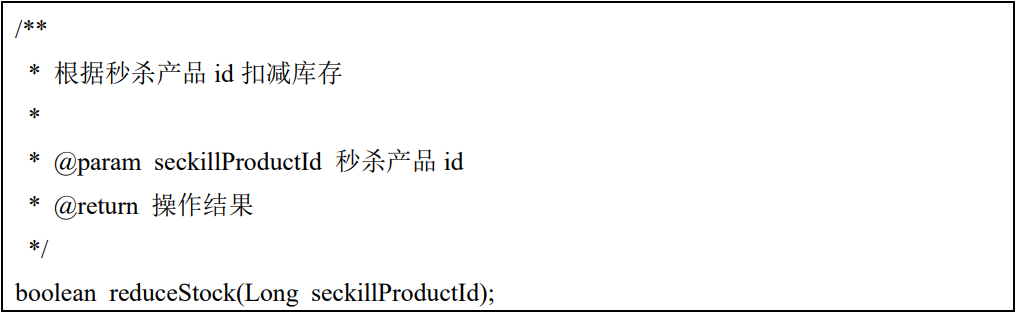 /**
 * 根据秒杀产品 id 扣减库存
 *
 * @param seckillProductId 秒杀产品 id
 * @return 操作结果
 */
boolean reduceStock(Long seckillProductId);